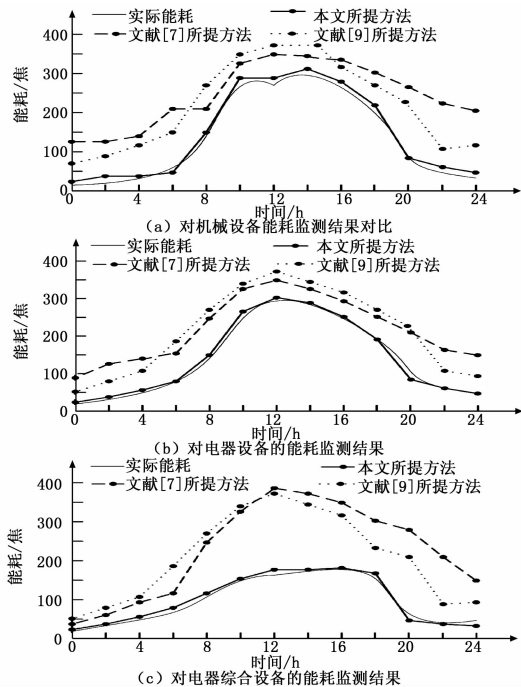 实际能耗 本文所提方法
文献[7]所提方法 文献[9]所提方法
400
300
200
100
0
能耗/焦
0 4 8 12 16 20 24
时间/h
(a) 对机械设备能耗监测结果对比
实际能耗 本文所提方法
文献[7]所提方法 文献[9]所提方法
400
300
200
100
0
能耗/焦
0 4 8 12 16 20 24
时间/h
(b) 对电器设备的能耗监测结果
实际能耗 本文所提方法
文献[7]所提方法 文献[9]所提方法
400
300
200
100
0
能耗/焦
0 4 8 12 16 20 24
时间/h
(c) 对电器综合设备的能耗监测结果